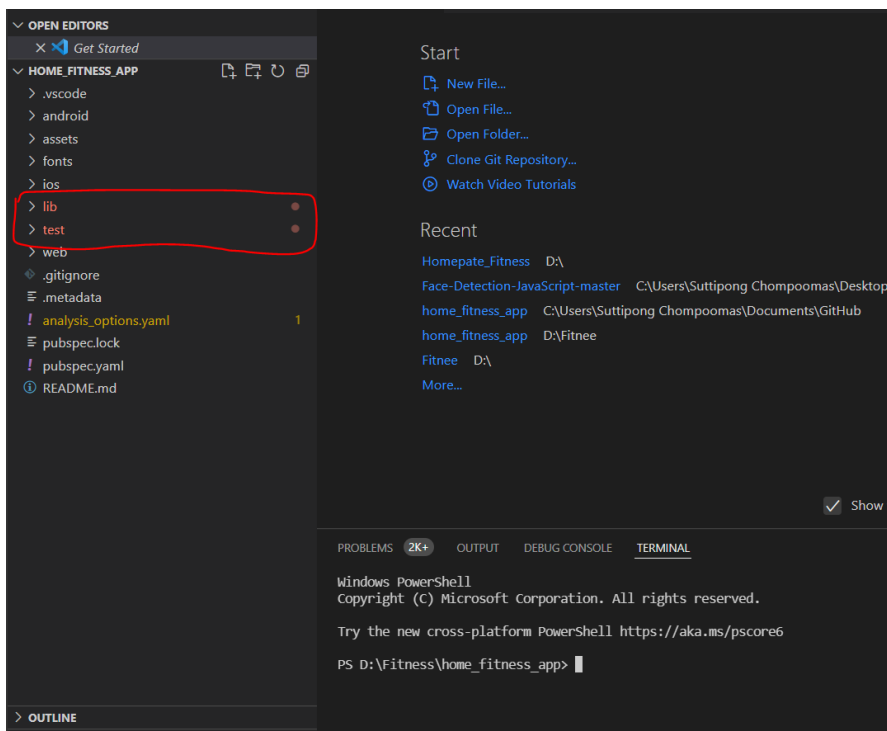 OPEN EDITORS
Get Started
HOME_FITNESS_APP
.vscode
android
assets
fonts
ios
lib
test
web
.gitignore
.metadata
analysis_options.yaml 1
pubspec.lock
pubspec.yaml
README.md
OUTLINE
Start
New File...
Open File...
Open Folder...
Clone Git Repository...
Watch Video Tutorials
Recent
Homepate_Fitness D:\
Face-Detection-JavaScript-master C:\Users\Suttipong Chompoomas\Desktop
home_fitness_app C:\Users\Suttipong Chompoomas\Documents\GitHub
home_fitness_app D:\Fitnee
Fitnee D:\
More...
Show
PROBLEMS 2K+ OUTPUT DEBUG CONSOLE TERMINAL
Windows PowerShell
Copyright (C) Microsoft Corporation. All rights reserved.
Try the new cross-platform PowerShell https://aka.ms/pscore6
PS D:\Fitness\home_fitness_app>